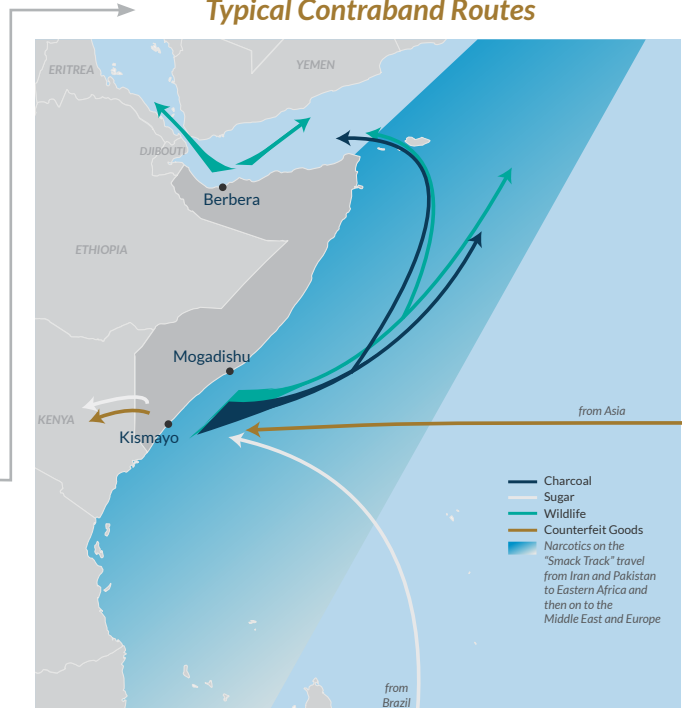 Typical Contraband Routes
ERITREA
YEMEN
DJIBOUTI
Berbera
ETHIOPIA
Mogadishu
KENYA
Kismayo
from Asia
Charcoal
Sugar
Wildlife
Counterfeit Goods
Narcotics on the
"Smack Track" travel
from Iran and Pakistan
to Eastern Africa and
then on to the
Middle East and Europe
from
Brazil